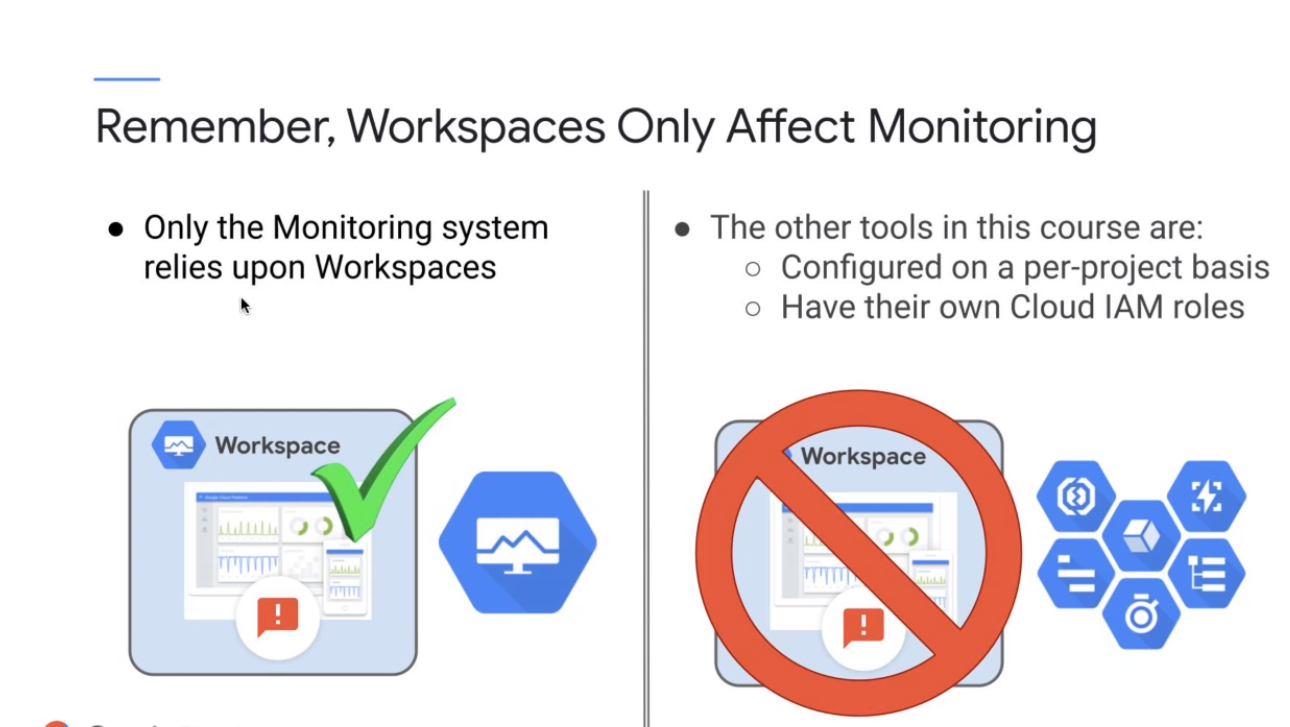 Remember, Workspaces Only Affect Monitoring
● Only the Monitoring system
relies upon Workspaces
● The other tools in this course are:
○ Configured on a per-project basis
○ Have their own Cloud IAM roles
Workspace
Workspace